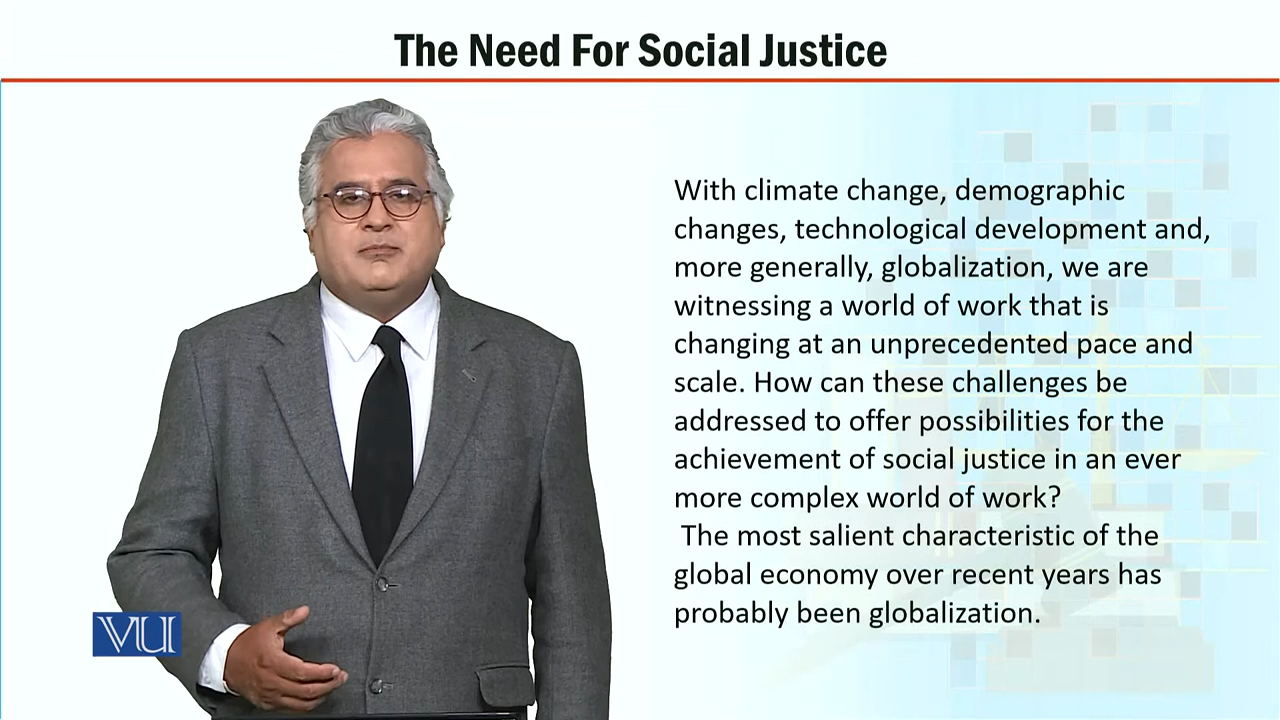 The Need For Social Justice
With climate change, demographic
changes, technological development and,
more generally, globalization, we are
witnessing a world of work that is
changing at an unprecedented pace and
scale. How can these challenges be
addressed to offer possibilities for the
achievement of social justice in an ever
more complex world of work?
The most salient characteristic of the
global economy over recent years has
probably been globalization.
VU